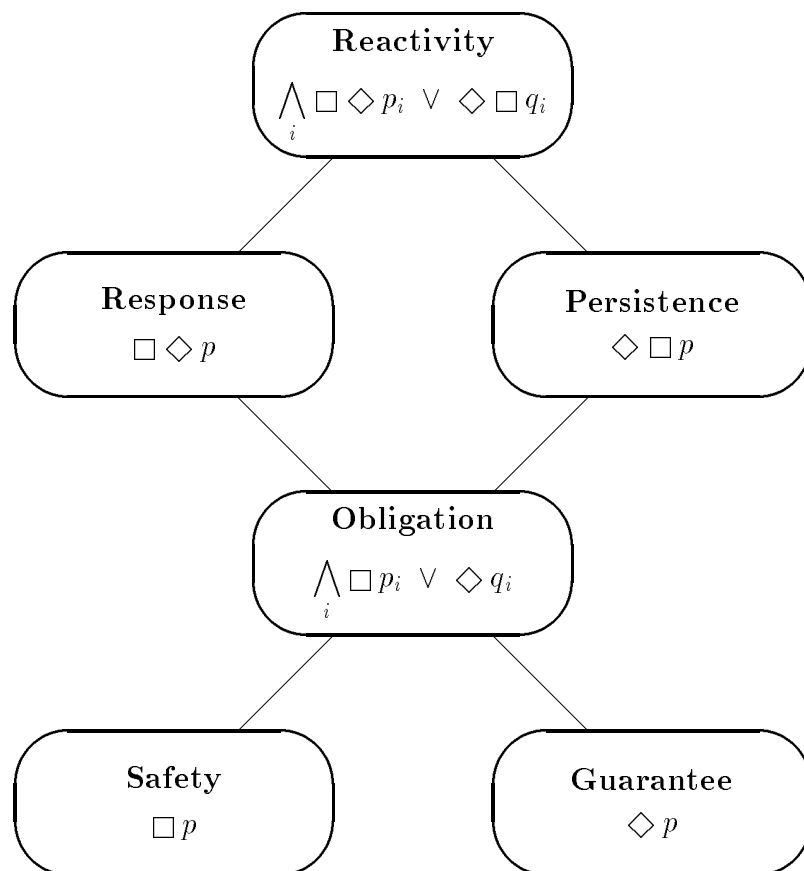 Reactivity
⋀ □ ◇ pᵢ ∨ ◇ □ qᵢ
i
Response
□ ◇ p
Persistence
◇ □ p
Obligation
⋀ □ pᵢ ∨ ◇ qᵢ
i
Safety
□ p
Guarantee
◇ p